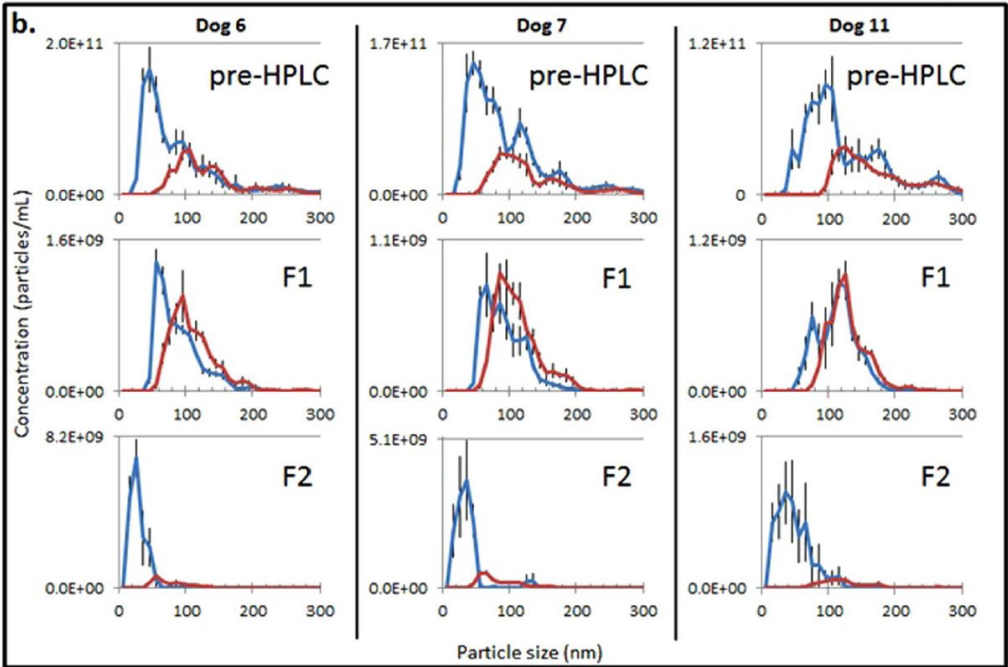 b.
Dog 6 Dog 7 Dog 11
2.0E+11 1.7E+11 1.2E+11
pre-HPLC pre-HPLC pre-HPLC
0.0E+00 0.0E+00 0
0 100 200 300 0 100 200 300 0 100 200 300
1.6E+09 1.1E+09 1.2E+09
F1 F1 F1
0.0E+00 0.0E+00 0.0E+00
0 100 200 300 0 100 200 300 0 100 200 300
8.2E+09 5.1E+09 1.6E+09
F2 F2 F2
0.0E+00 0.0E+00 0.0E+00
0 100 200 300 0 100 200 300 0 100 200 300
Concentration (particles/mL)
Particle size (nm)